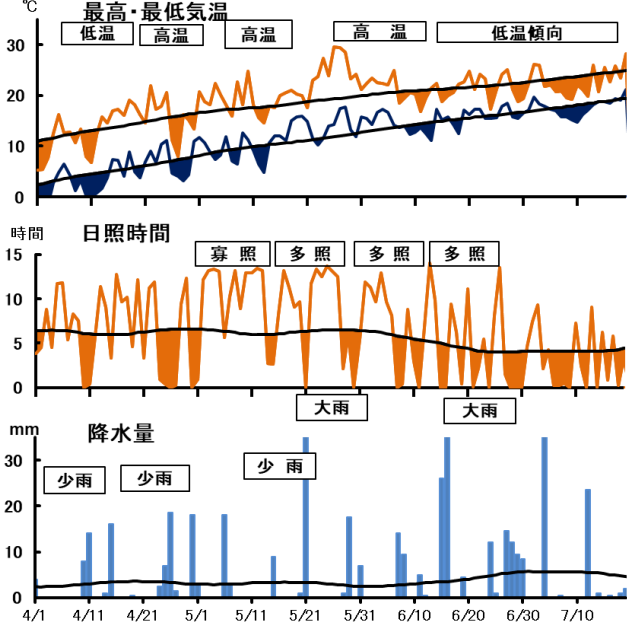 ℃
最高・最低気温
低温 高温 高温 高 温 低温傾向
30
20
10
0
時間
日照時間
寡 照 多 照 多 照 多 照
15
10
5
0
大雨 大雨
mm
降水量
少雨 少雨 少 雨
30
20
10
0
4/1 4/11 4/21 5/1 5/11 5/21 5/31 6/10 6/20 6/30 7/10